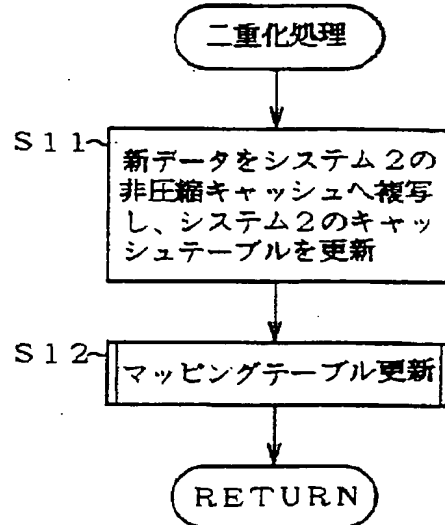 二重化処理
S11
新データをシステム2の
非圧縮キャッシュへ複写
し、システム2のキャッ
シュテーブルを更新
S12
マッピングテーブル更新
RETURN